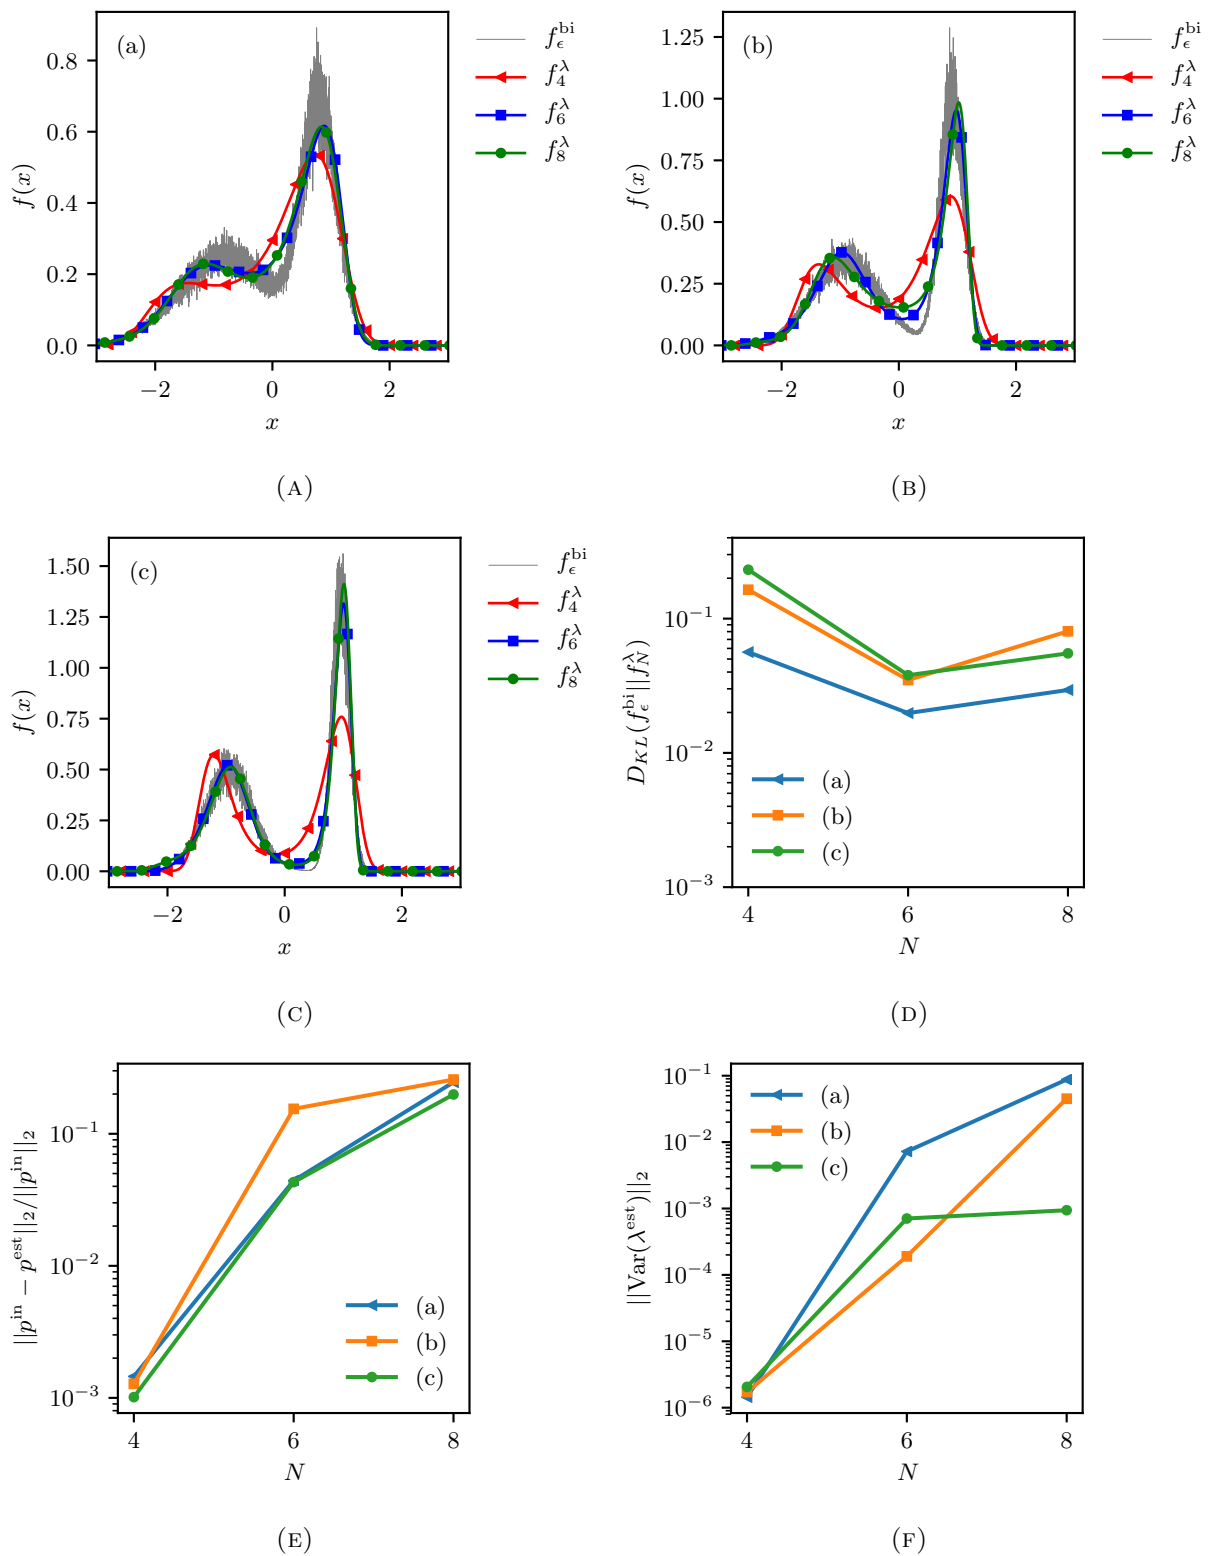 (a)
f_ϵ^bi
f_4^λ
f_6^λ
f_8^λ
f(x)
0.8
0.6
0.4
0.2
0.0
−2 0 2
x
(A)
(b)
f_ϵ^bi
f_4^λ
f_6^λ
f_8^λ
f(x)
1.25
1.00
0.75
0.50
0.25
0.00
−2 0 2
x
(B)
(c)
f_ϵ^bi
f_4^λ
f_6^λ
f_8^λ
f(x)
1.50
1.25
1.00
0.75
0.50
0.25
0.00
−2 0 2
x
(C)
D_KL(f_ϵ^bi||f_N^λ)
10^−1
10^−2
10^−3
(a)
(b)
(c)
4 6 8
N
(D)
||p^in − p^est||_2/||p^in||_2
10^−1
10^−2
10^−3
(a)
(b)
(c)
4 6 8
N
(E)
||Var(λ^est)||_2
10^−1
10^−2
10^−3
10^−4
10^−5
10^−6
(a)
(b)
(c)
4 6 8
N
(F)